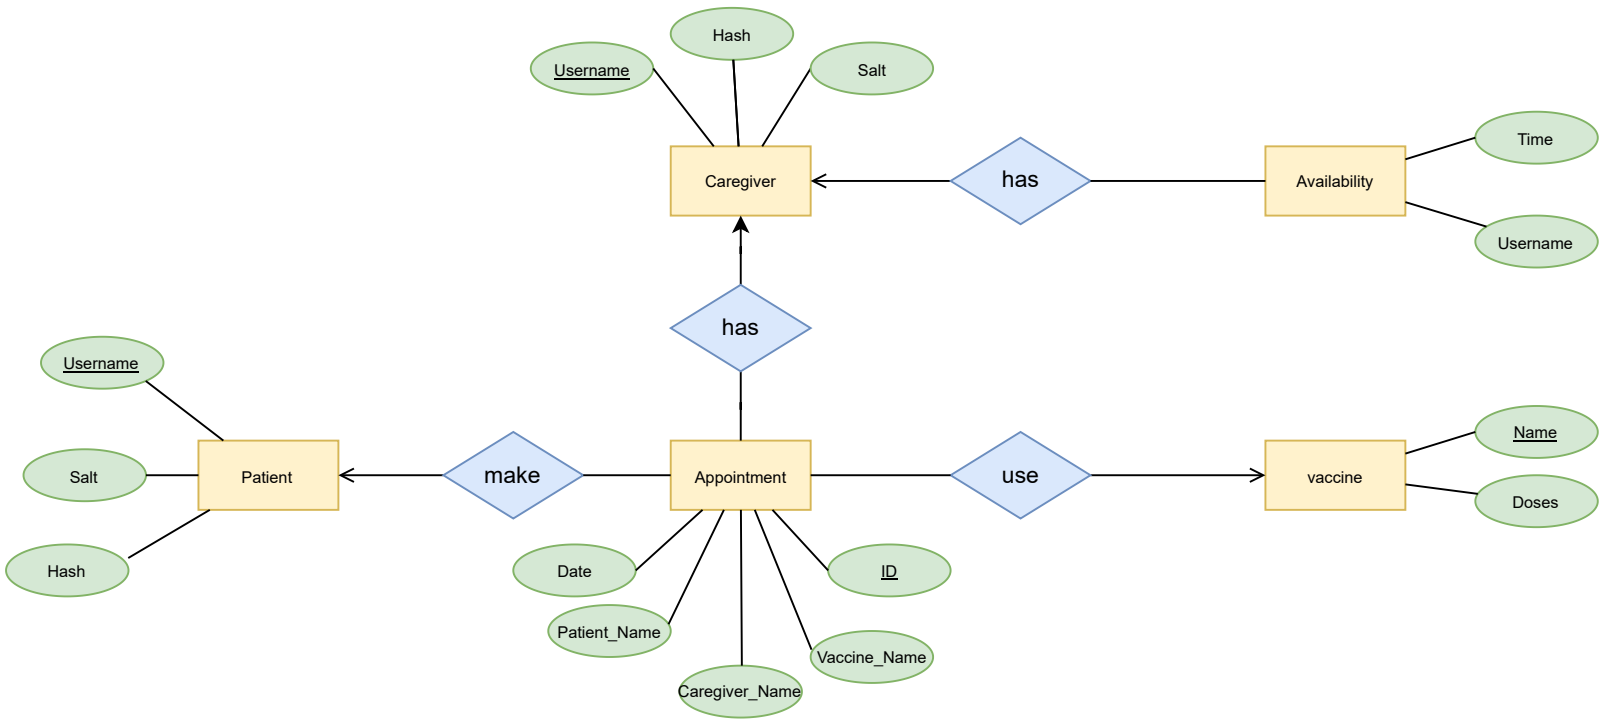 Hash
Username
Salt
Time
Caregiver
has
Availability
Username
has
Username
Name
Salt
Patient
make
Appointment
use
vaccine
Doses
Hash
Date
ID
Patient_Name
Vaccine_Name
Caregiver_Name